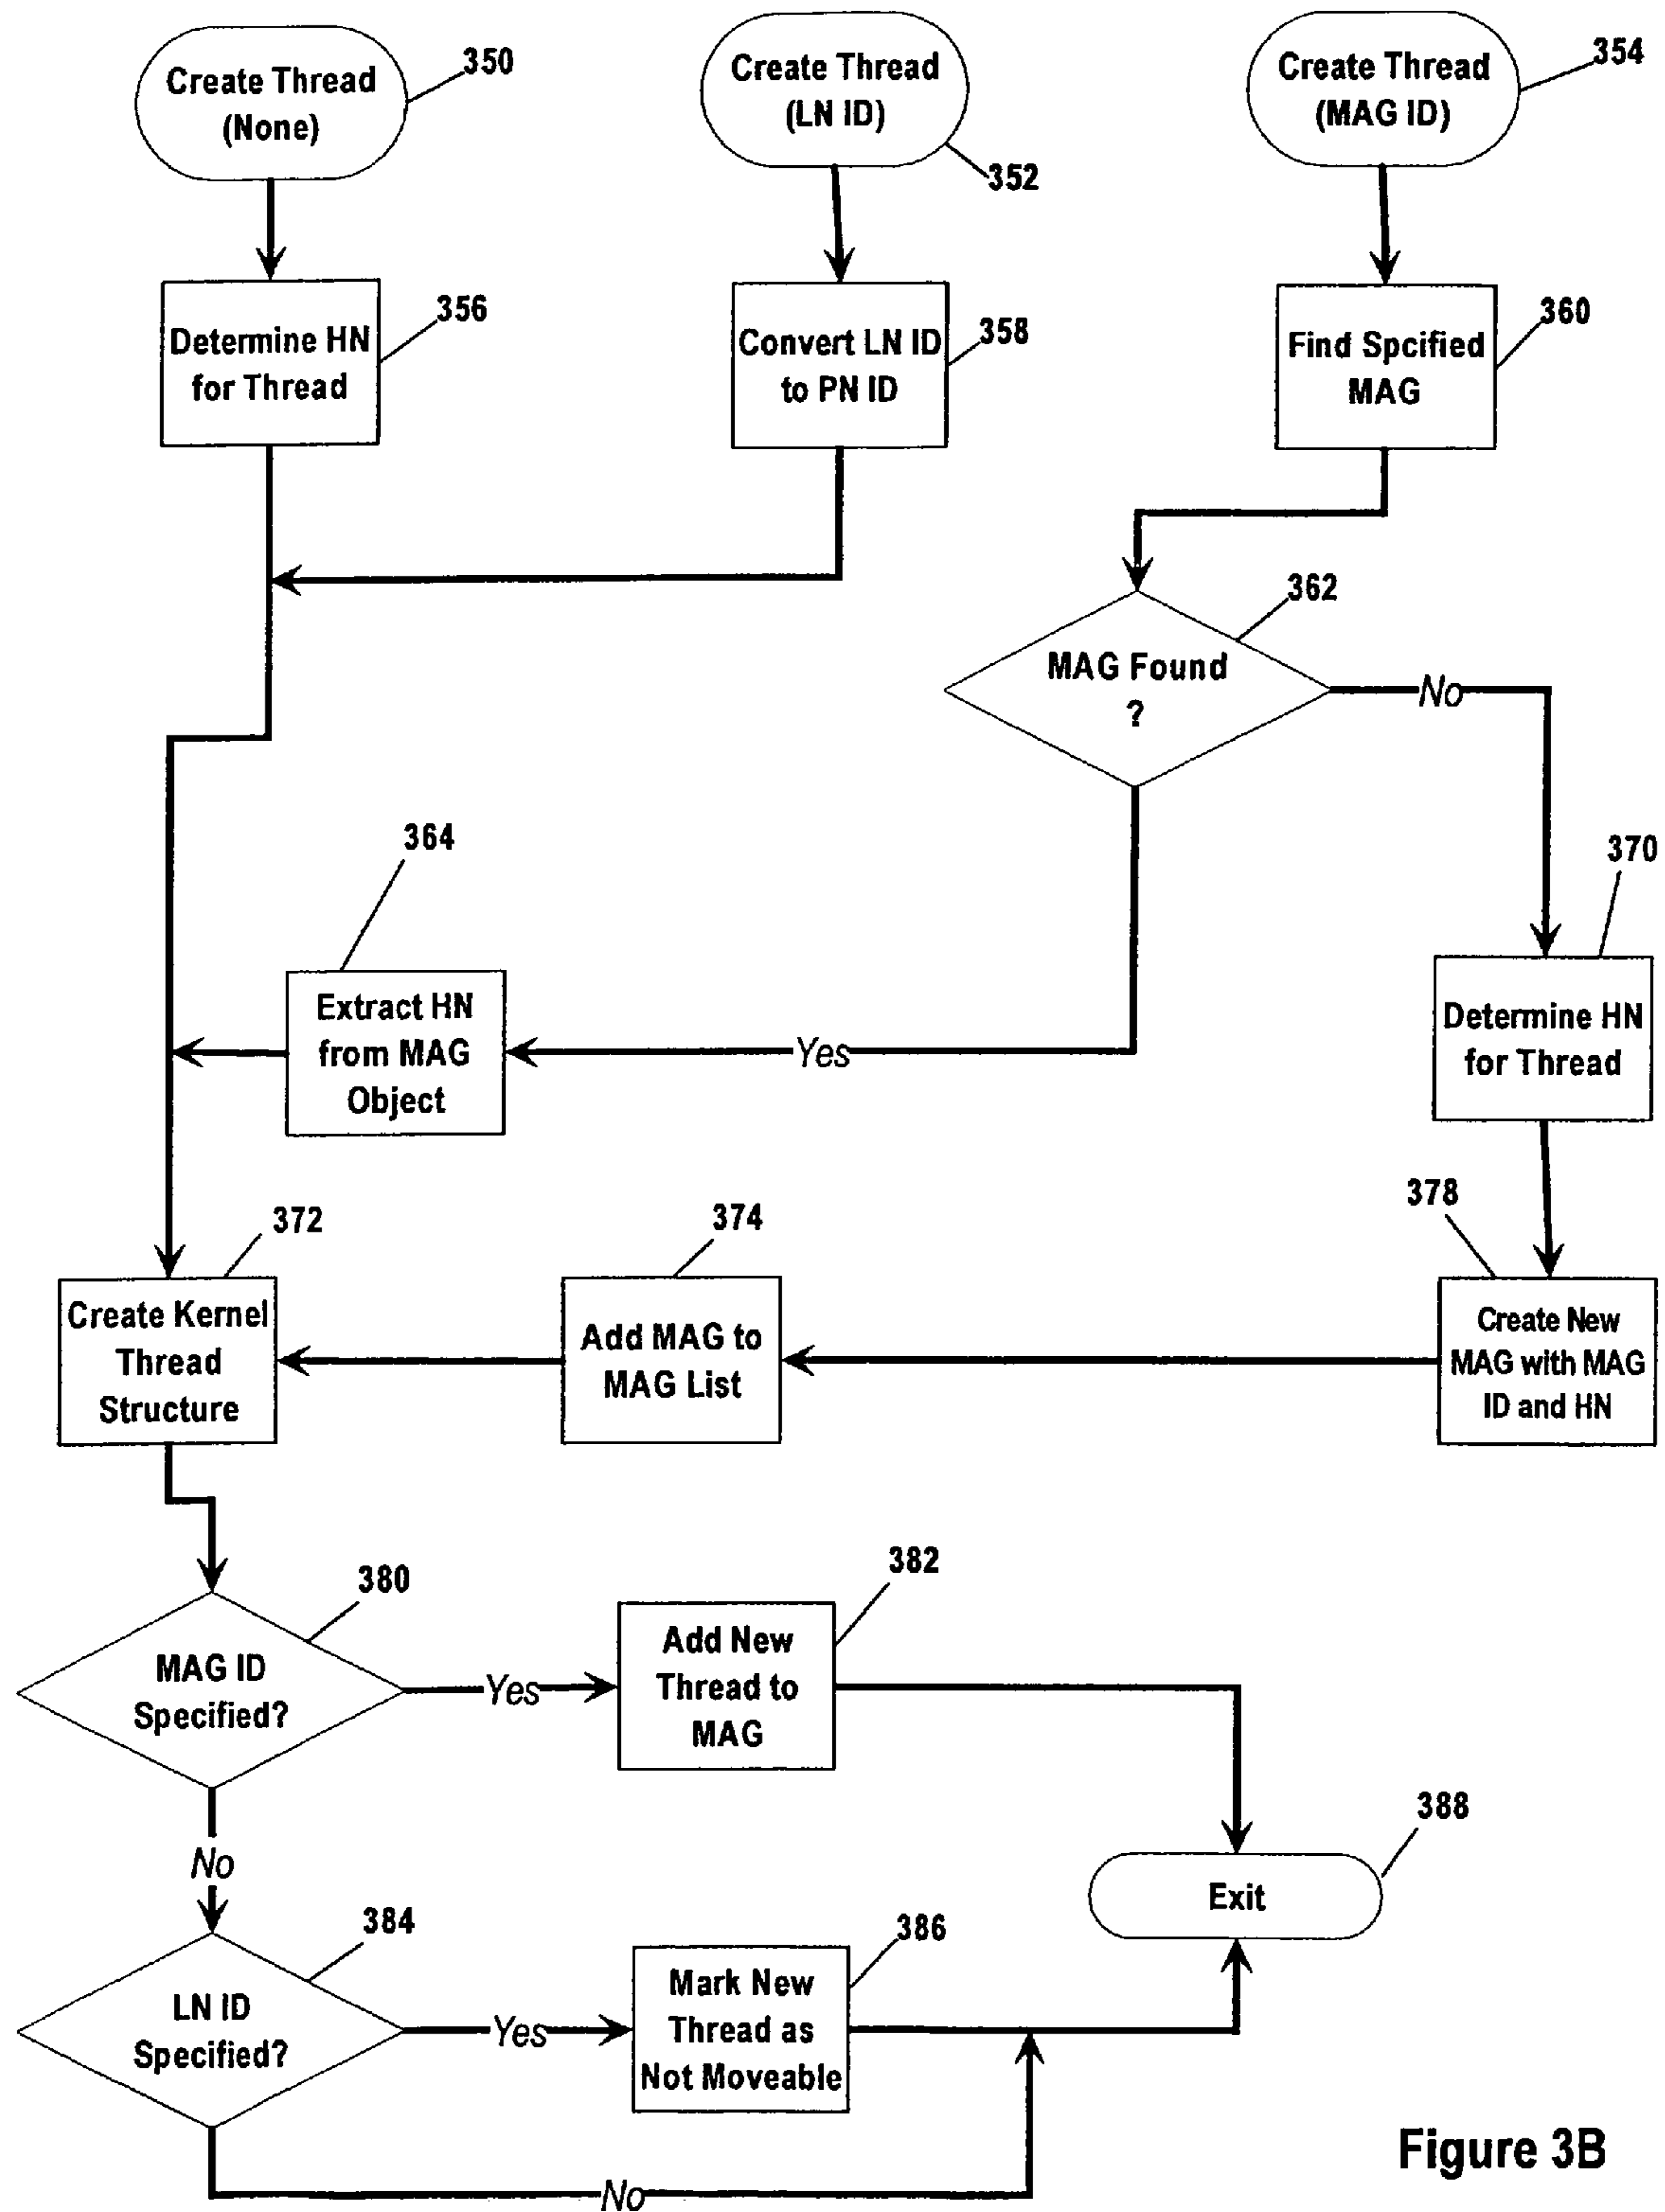 Create Thread
(None)
350
Create Thread
(LN ID)
352
Create Thread
(MAG ID)
354
Determine HN
for Thread
356
Convert LN ID
to PN ID
358
Find Spcified
MAG
360
MAG Found
?
362
No
Yes
364
Extract HN
from MAG
Object
370
Determine HN
for Thread
372
Create Kernel
Thread
Structure
374
Add MAG to
MAG List
378
Create New
MAG with MAG
ID and HN
380
MAG ID
Specified?
Yes
382
Add New
Thread to
MAG
No
388
Exit
384
LN ID
Specified?
Yes
386
Mark New
Thread as
Not Moveable
No
Figure 3B